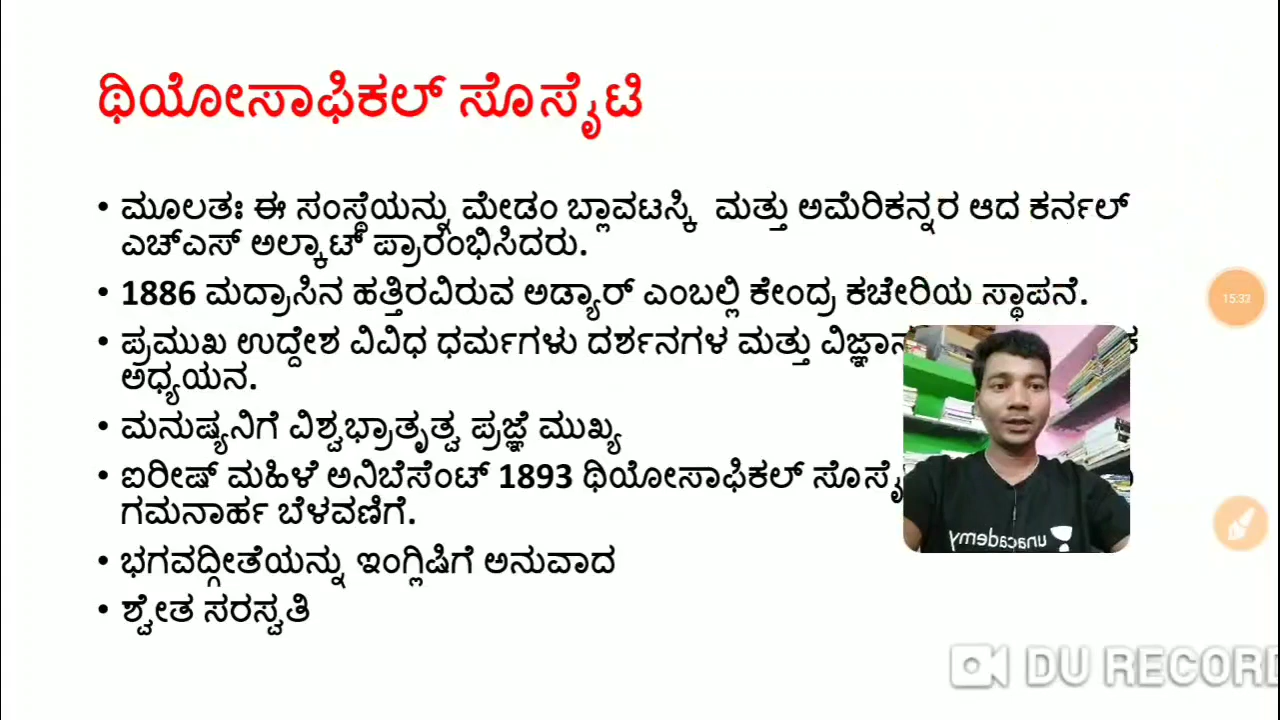 ಥಿಯೋಸಾಫಿಕಲ್ ಸೊಸೈಟಿ
• ಮೂಲತಃ ಈ ಸಂಸ್ಥೆಯನ್ನು ಮೇಡಂ ಬ್ಲಾವಟಸ್ಕಿ ಮತ್ತು ಅಮೆರಿಕನ್ನರ ಆದ ಕರ್ನಲ್
ಎಚ್ಎಸ್ ಅಲ್ಕಾಟ್ ಪ್ರಾರಂಭಿಸಿದರು.
• 1886 ಮದ್ರಾಸಿನ ಹತ್ತಿರವಿರುವ ಅಡ್ಯಾರ್ ಎಂಬಲ್ಲಿ ಕೇಂದ್ರ ಕಚೇರಿಯ ಸ್ಥಾಪನೆ.
15:32
• ಪ್ರಮುಖ ಉದ್ದೇಶ ವಿವಿಧ ಧರ್ಮಗಳು ದರ್ಶನಗಳ ಮತ್ತು
ಅಧ್ಯಯನ.
• ಮನುಷ್ಯನಿಗೆ ವಿಶ್ವಭ್ರಾತೃತ್ವ ಪ್ರಜ್ಞೆ ಮುಖ್ಯ
• ಐರೀಷ್ ಮಹಿಳೆ ಅನಿಬೆಸೆಂಟ್ 1893 ಥಿಯೋಸಾಫಿಕಲ್
ಗಮನಾರ್ಹ ಬೆಳವಣಿಗೆ.
unacademy
• ಭಗವದ್ಗೀತೆಯನ್ನು ಇಂಗ್ಲಿಷಿಗೆ ಅನುವಾದ
• ಶ್ವೇತ ಸರಸ್ವತಿ
DU RECORD